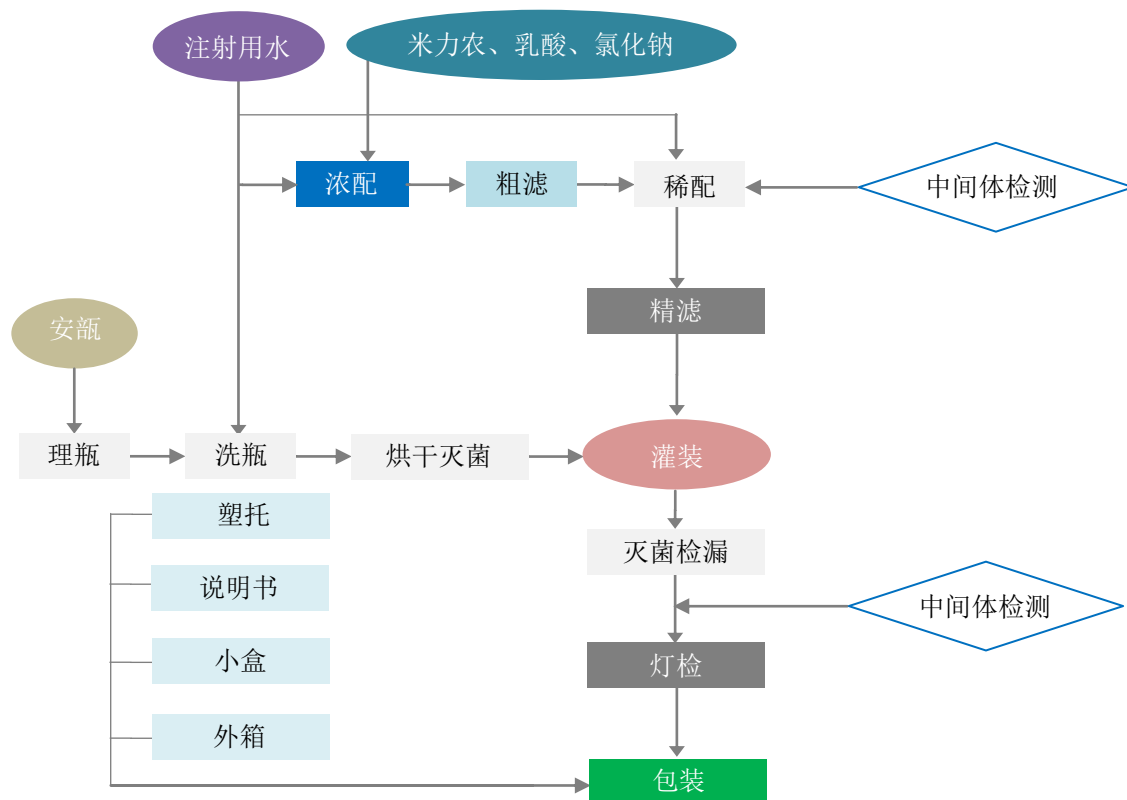 注射用水
米力农、乳酸、氯化钠
浓配
粗滤
稀配
中间体检测
精滤
安瓿
理瓶
洗瓶
烘干灭菌
灌装
塑托
灭菌检漏
说明书
中间体检测
小盒
灯检
外箱
包装